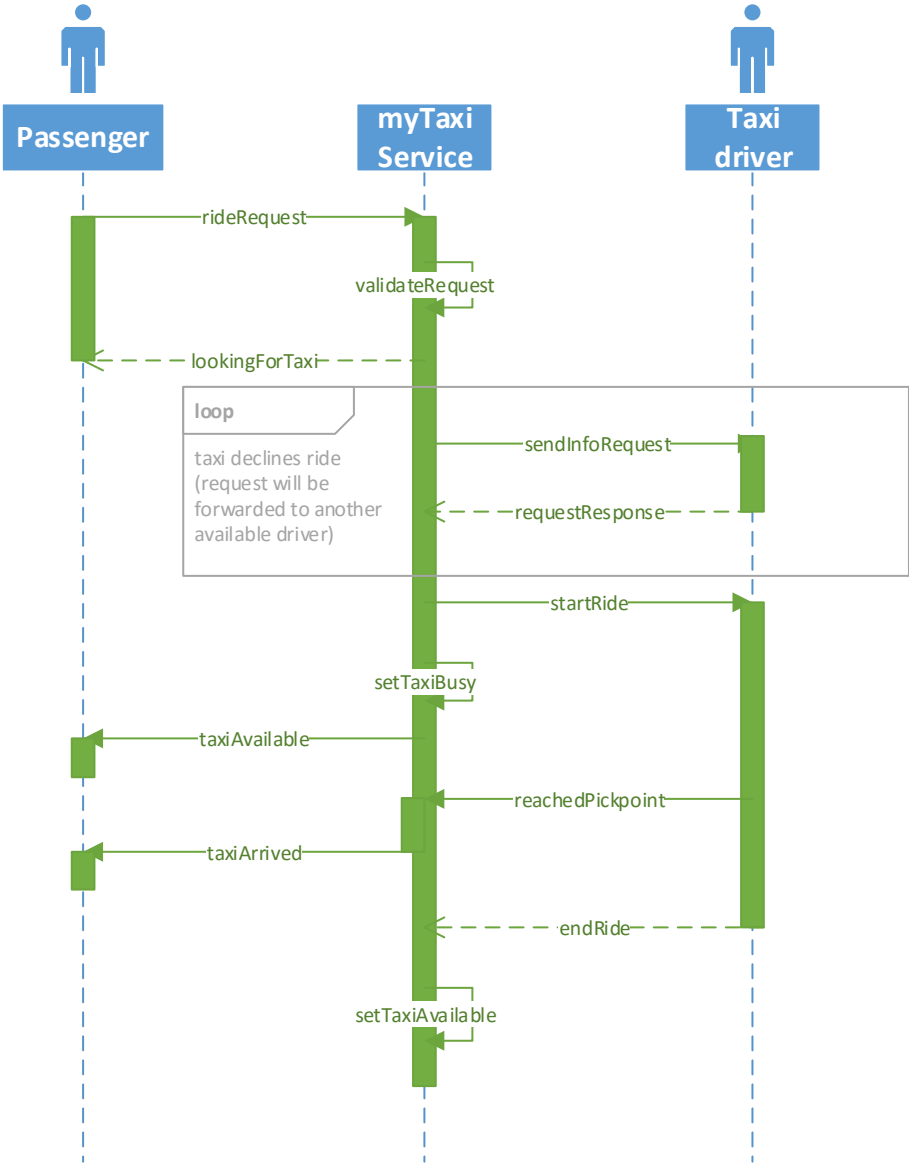 Passenger
myTaxi
Service
Taxi
driver
rideRequest
validateRequest
lookingForTaxi
loop
taxi declines ride
(request will be
forwarded to another
available driver)
sendInfoRequest
requestResponse
startRide
setTaxiBusy
taxiAvailable
reachedPickpoint
taxiArrived
endRide
setTaxiAvailable